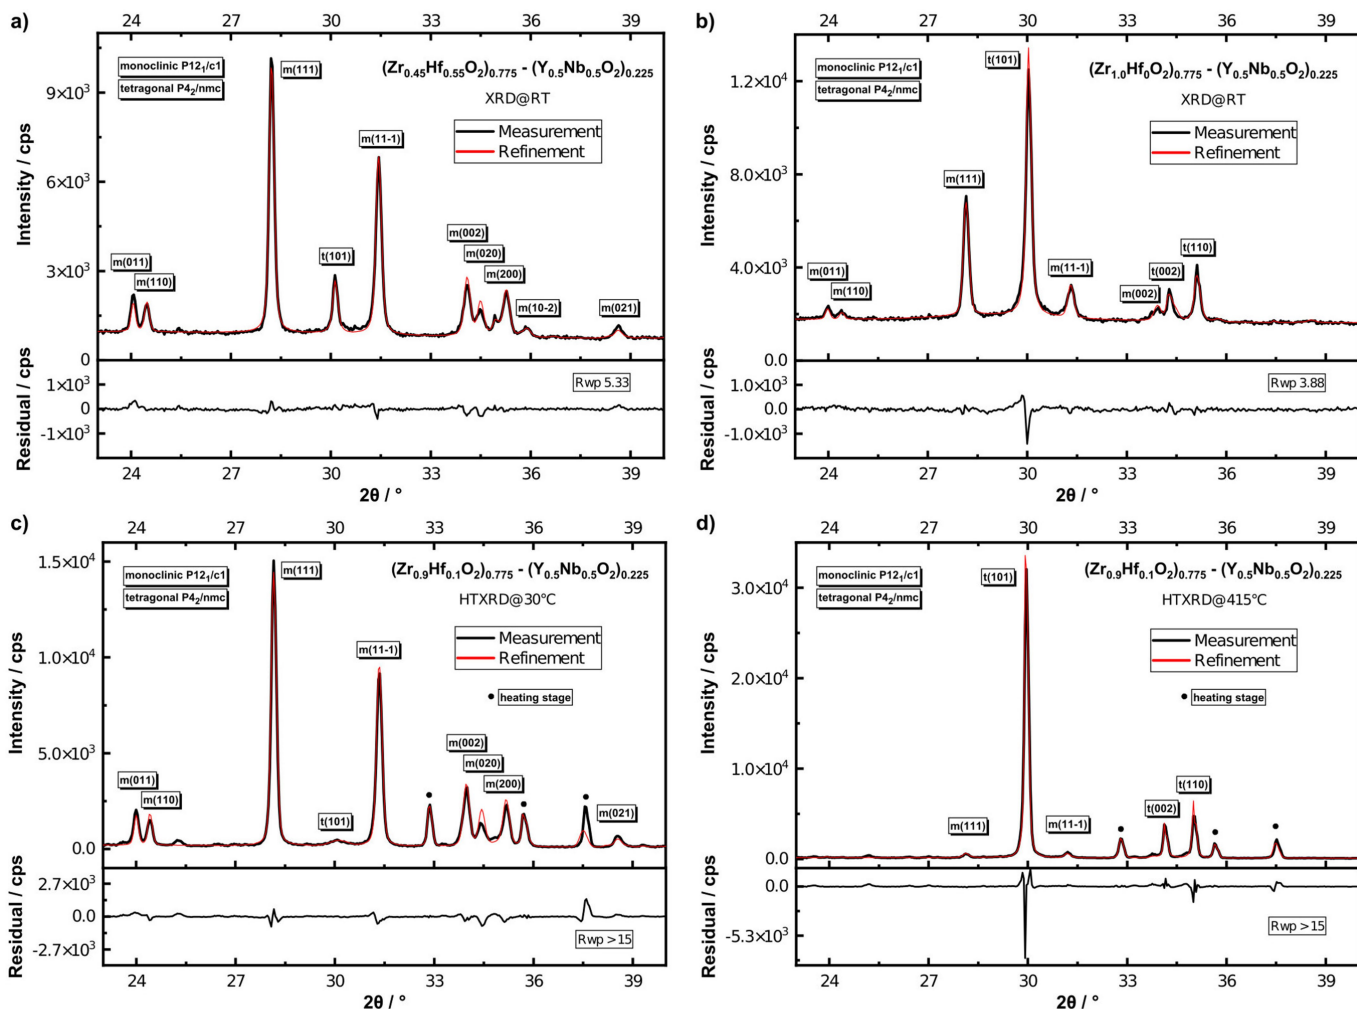 a)
24 27 30 33 36 39
monoclinic P12₁/c1
tetragonal P4₂/nmc
m(111)
(Zr₀.₄₅Hf₀.₅₅O₂)₀.₇₇₅ - (Y₀.₅Nb₀.₅O₂)₀.₂₂₅
XRD@RT
Measurement
Refinement
m(11-1)
m(002)
m(020)
m(011)
t(101)
m(200)
m(110)
m(10-2)
m(021)
Intensity / cps
9×10³
6×10³
3×10³
0
Rwp 5.33
Residual / cps
1×10³
0
-1×10³
24 27 30 33 36 39
2θ / °
b)
24 27 30 33 36 39
monoclinic P12₁/c1
tetragonal P4₂/nmc
t(101)
(Zr₁.₀Hf₀O₂)₀.₇₇₅ - (Y₀.₅Nb₀.₅O₂)₀.₂₂₅
XRD@RT
Measurement
Refinement
m(111)
t(110)
m(011)
m(11-1)
t(002)
m(110)
m(002)
Intensity / cps
1.2×10⁴
8.0×10³
4.0×10³
0.0
Rwp 3.88
Residual / cps
1.0×10³
0.0
-1.0×10³
24 27 30 33 36 39
2θ / °
c)
24 27 30 33 36 39
monoclinic P12₁/c1
tetragonal P4₂/nmc
m(111)
(Zr₀.₉Hf₀.₁O₂)₀.₇₇₅ - (Y₀.₅Nb₀.₅O₂)₀.₂₂₅
HTXRD@30°C
Measurement
Refinement
m(11-1)
• heating stage
m(002)
m(020)
m(011)
m(200)
m(110)
t(101)
m(021)
Intensity / cps
1.5×10⁴
1.0×10⁴
5.0×10³
0.0
Rwp >15
Residual / cps
2.7×10³
0.0
-2.7×10³
24 27 30 33 36 39
2θ / °
d)
24 27 30 33 36 39
monoclinic P12₁/c1
tetragonal P4₂/nmc
t(101)
(Zr₀.₉Hf₀.₁O₂)₀.₇₇₅ - (Y₀.₅Nb₀.₅O₂)₀.₂₂₅
HTXRD@415°C
Measurement
Refinement
• heating stage
t(110)
t(002)
m(111)
m(11-1)
Intensity / cps
3.0×10⁴
2.0×10⁴
1.0×10⁴
0.0
Rwp >15
Residual / cps
0.0
-5.3×10³
24 27 30 33 36 39
2θ / °